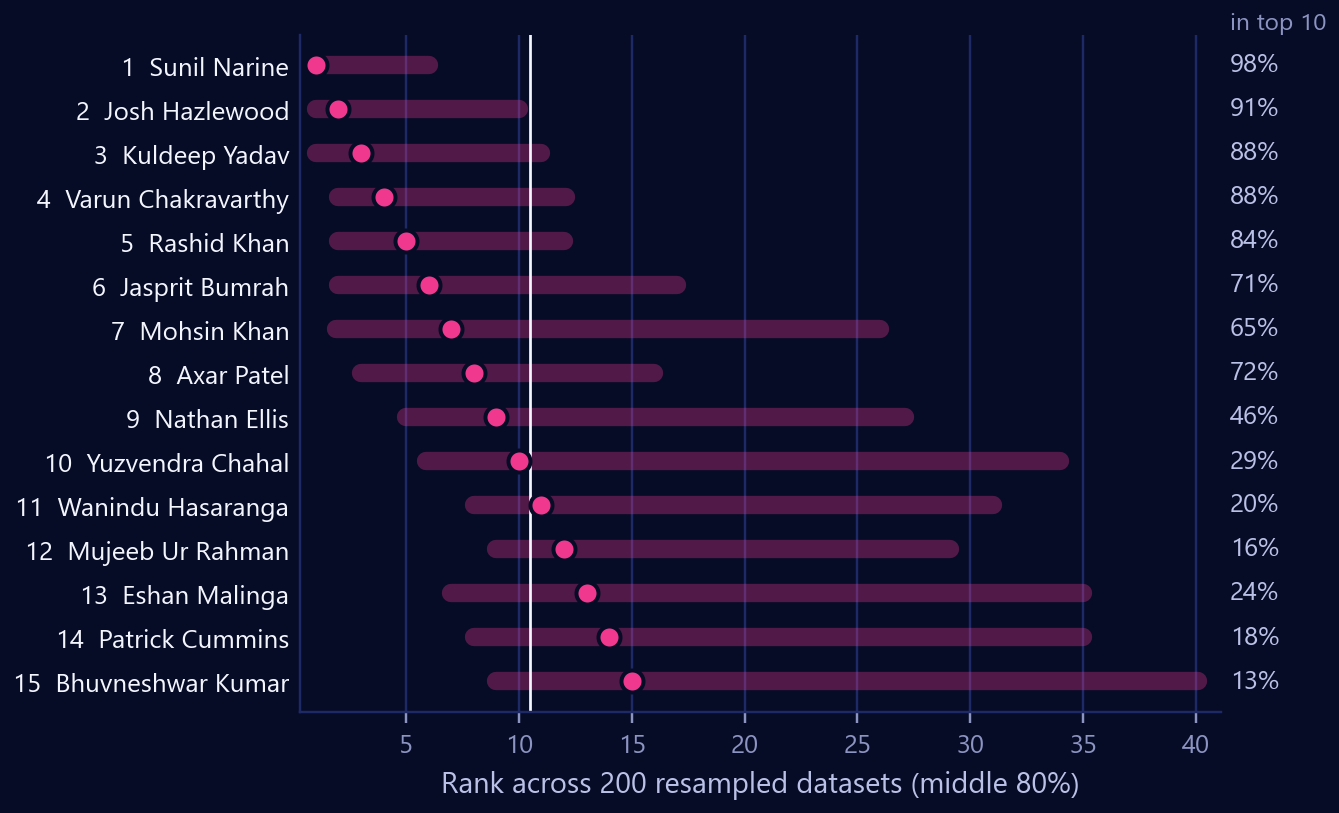 in top 10
1 Sunil Narine 98%
2 Josh Hazlewood 91%
3 Kuldeep Yadav 88%
4 Varun Chakravarthy 88%
5 Rashid Khan 84%
6 Jasprit Bumrah 71%
7 Mohsin Khan 65%
8 Axar Patel 72%
9 Nathan Ellis 46%
10 Yuzvendra Chahal 29%
11 Wanindu Hasaranga 20%
12 Mujeeb Ur Rahman 16%
13 Eshan Malinga 24%
14 Patrick Cummins 18%
15 Bhuvneshwar Kumar 13%
5 10 15 20 25 30 35 40
Rank across 200 resampled datasets (middle 80%)